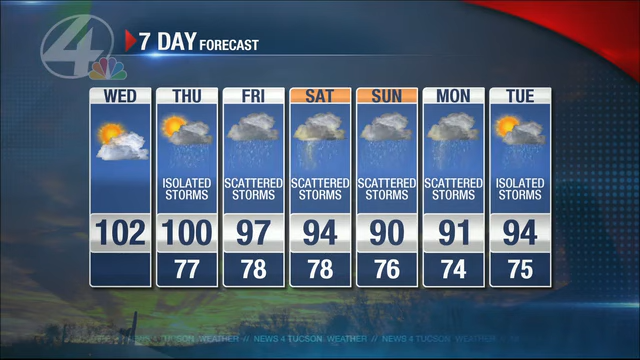 4
7 DAY FORECAST
WED THU FRI SAT SUN MON TUE
ISOLATED STORMS
SCATTERED STORMS
SCATTERED STORMS
SCATTERED STORMS
SCATTERED STORMS
ISOLATED STORMS
102 100 97 94 90 91 94
77 78 78 76 74 75
NEWS 4 TUCSON WEATHER // NEWS 4 TUCSON WEATHER // NEWS 4 TUCSON WEATHER //